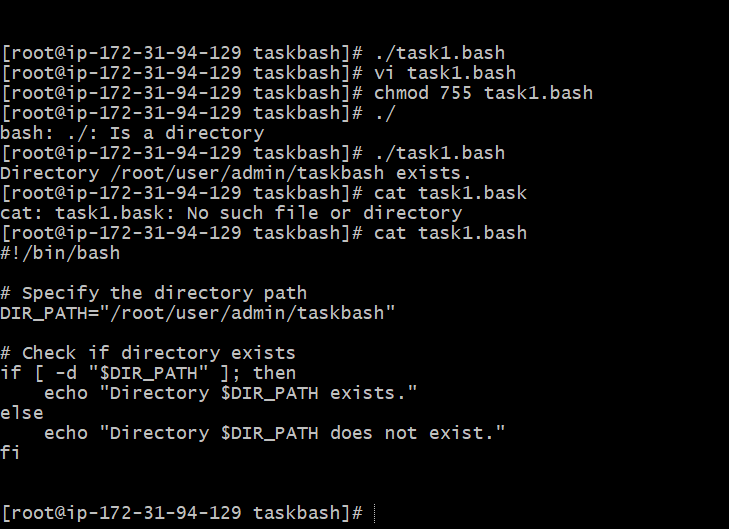 [root@ip-172-31-94-129 taskbash]# ./task1.bash
[root@ip-172-31-94-129 taskbash]# vi task1.bash
[root@ip-172-31-94-129 taskbash]# chmod 755 task1.bash
[root@ip-172-31-94-129 taskbash]# ./
bash: ./: Is a directory
[root@ip-172-31-94-129 taskbash]# ./task1.bash
Directory /root/user/admin/taskbash exists.
[root@ip-172-31-94-129 taskbash]# cat task1.bask
cat: task1.bask: No such file or directory
[root@ip-172-31-94-129 taskbash]# cat task1.bash
#!/bin/bash
# Specify the directory path
DIR_PATH="/root/user/admin/taskbash"
# Check if directory exists
if [ -d "$DIR_PATH" ]; then
    echo "Directory $DIR_PATH exists."
else
    echo "Directory $DIR_PATH does not exist."
fi
[root@ip-172-31-94-129 taskbash]#